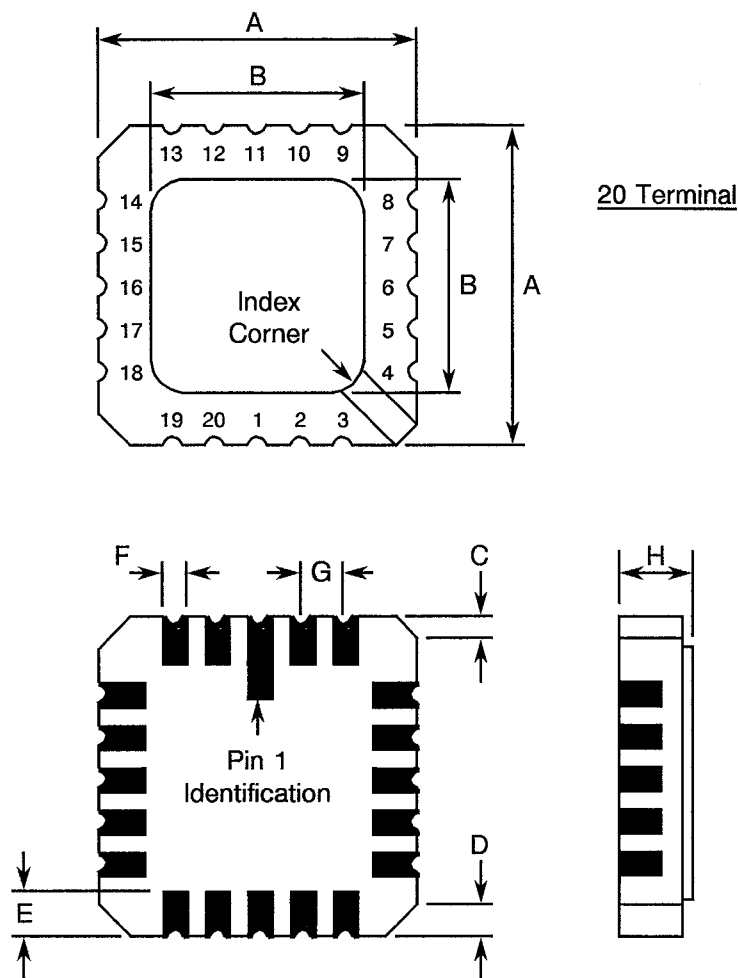 A
B
13 12 11 10 9
20 Terminal
14 8
15 7
B A
16 6
Index
Corner
17 5
18 4
19 20 1 2 3
F G C H
Pin 1
Identification
D
E